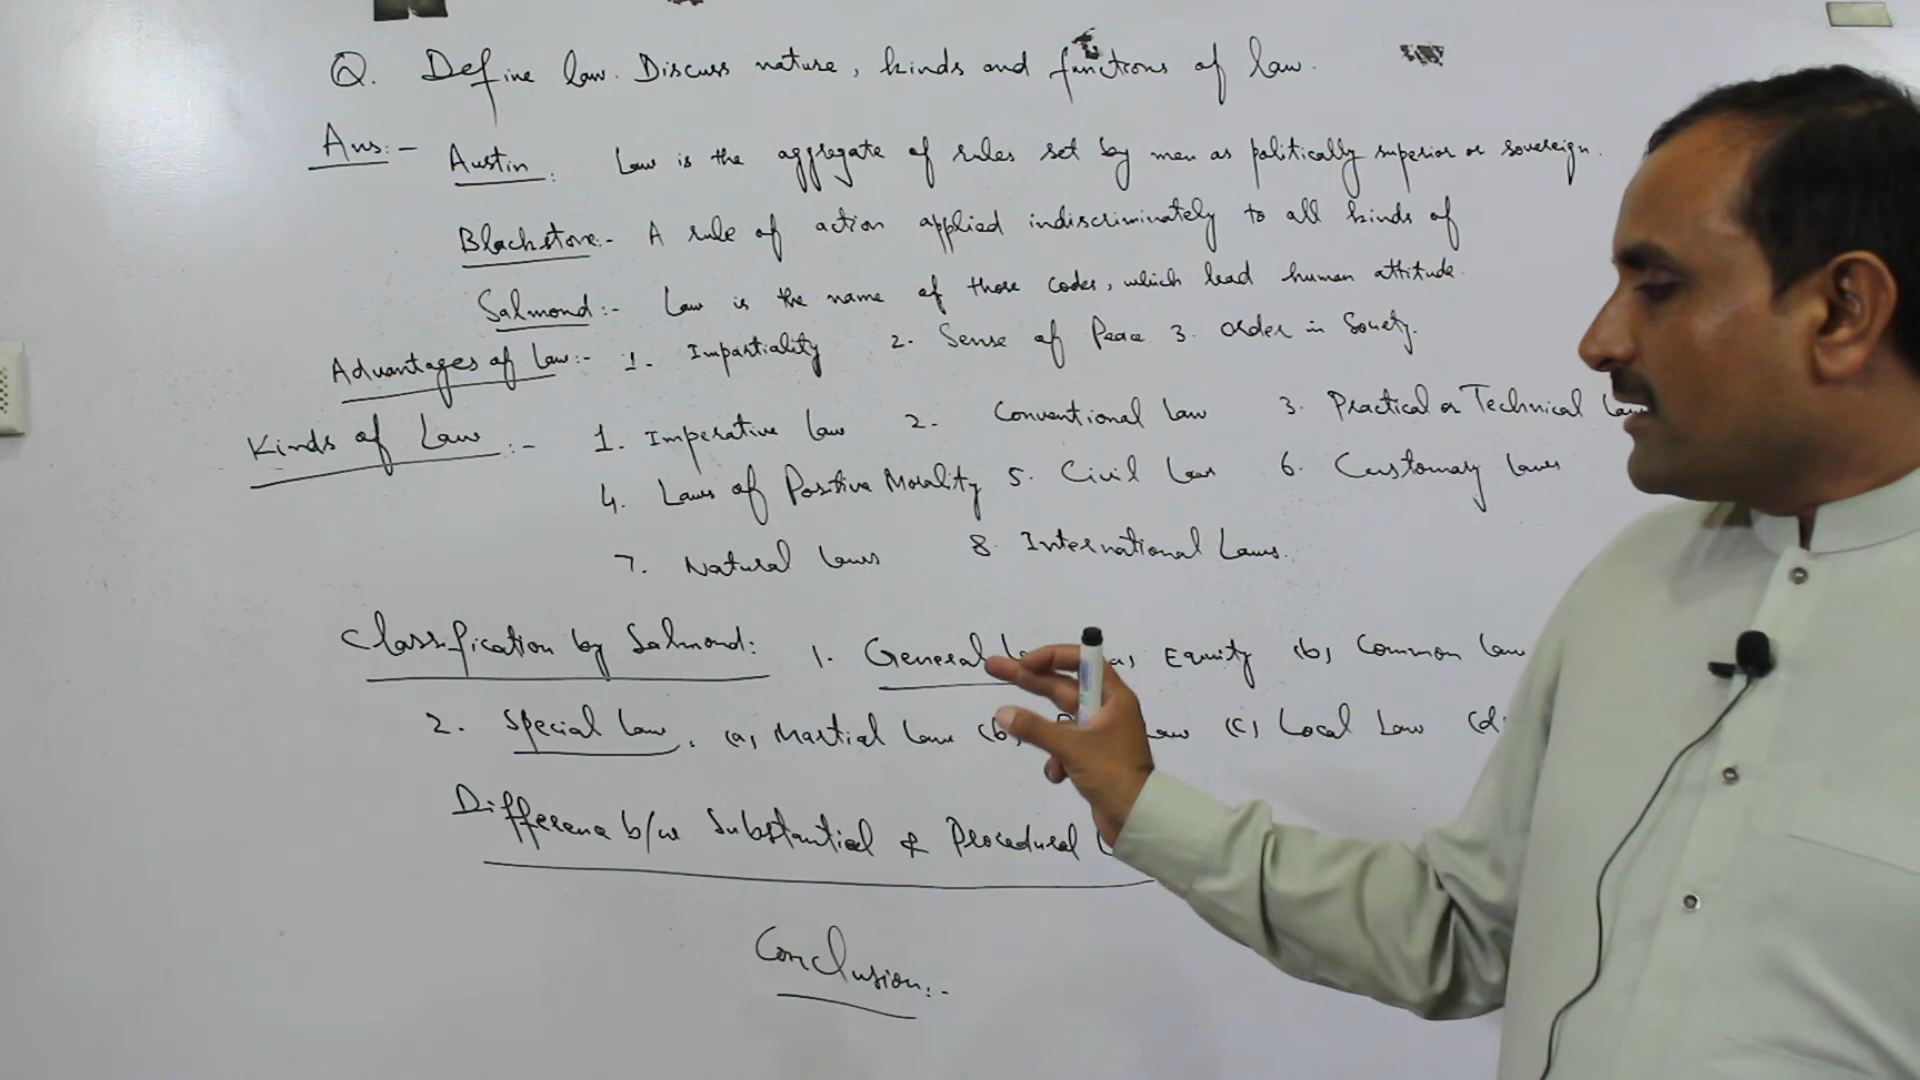 Q. Define law. Discuss nature, kinds and functions of law.
Ans:- Austin: Law is the aggregate of rules set by men as politically superior or sovereign.
Blackstone:- A rule of action applied indiscriminately to all kinds of
Salmond:- Law is the name of those codes, which lead human attitude.
Advantages of Law:- 1. Impartiality 2. Sense of Peace 3. Order in Society.
Kinds of Law:- 1. Imperative law 2. Conventional law 3. Practical or Technical Law
4. Laws of Positive Morality 5. Civil Law 6. Customary laws
7. Natural laws 8. International Laws.
Classification by Salmond: 1. General (a) Equity (b) Common law
2. Special law. (a) Martial law (b) Law (c) Local Law (d)
Difference b/w Substantial & Procedural
Conclusion:-